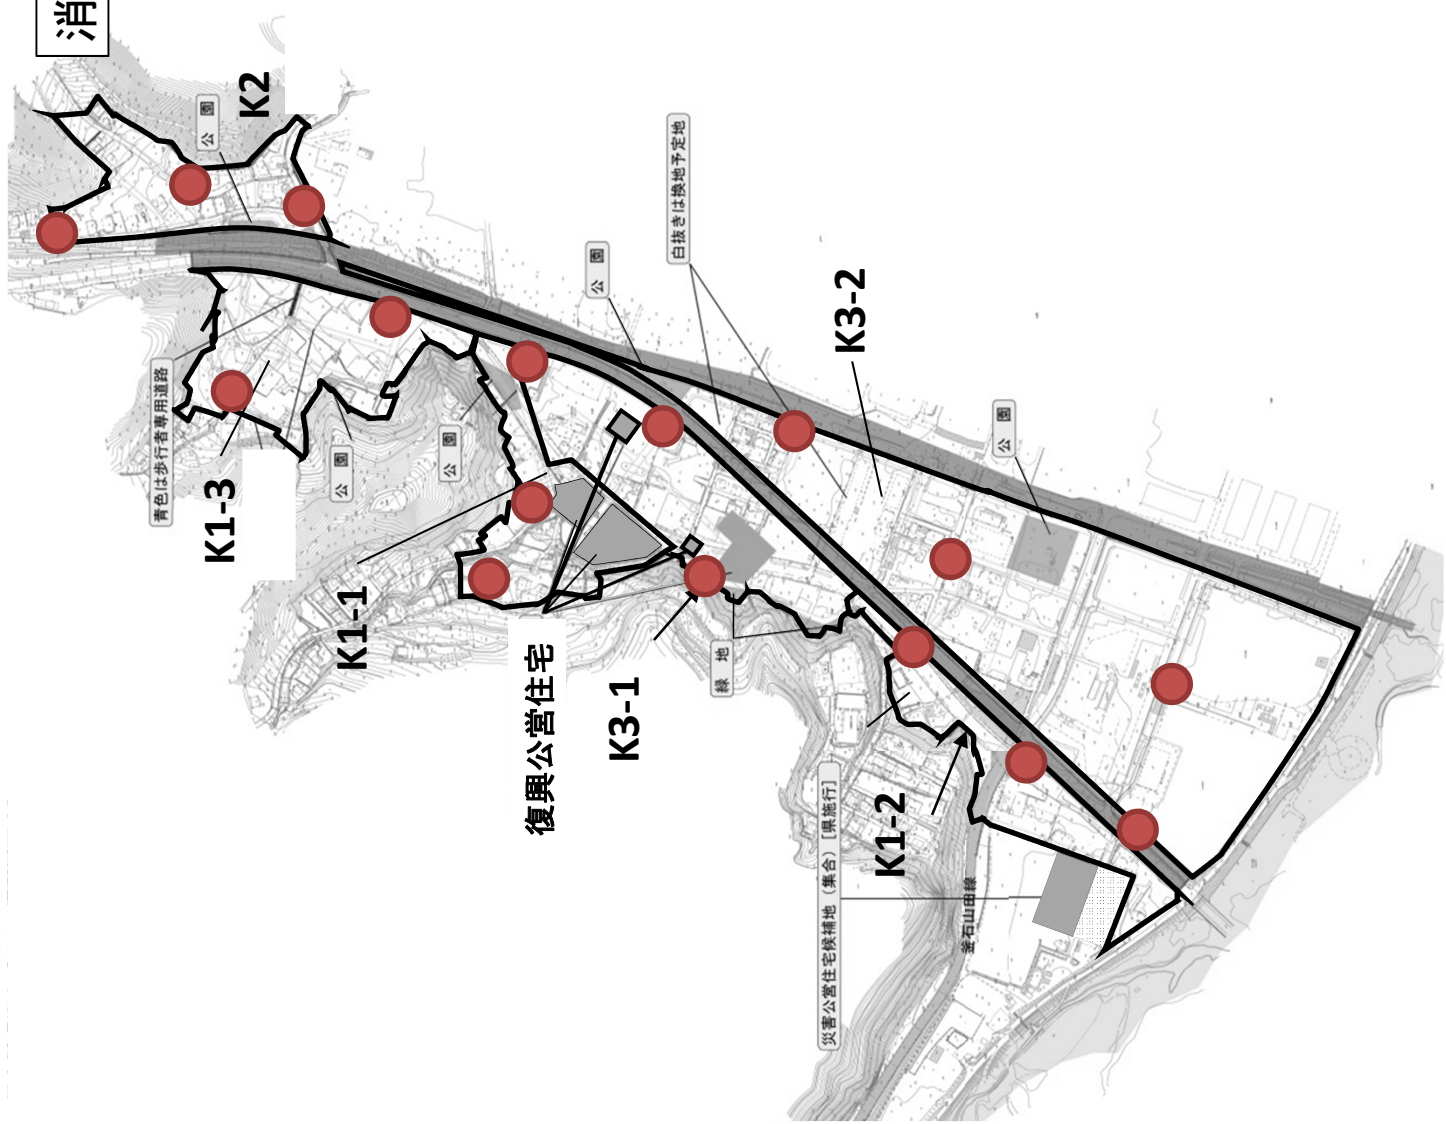 消
公園
K2
白抜きは換地予定地
公園
K3-2
青色は歩行者専用道路
公園
公園
公園
K1-3
K1-1
復興公営住宅
K3-1
緑地
K1-2
災害公営住宅候補地（集合）［県施行］
釜石山田線